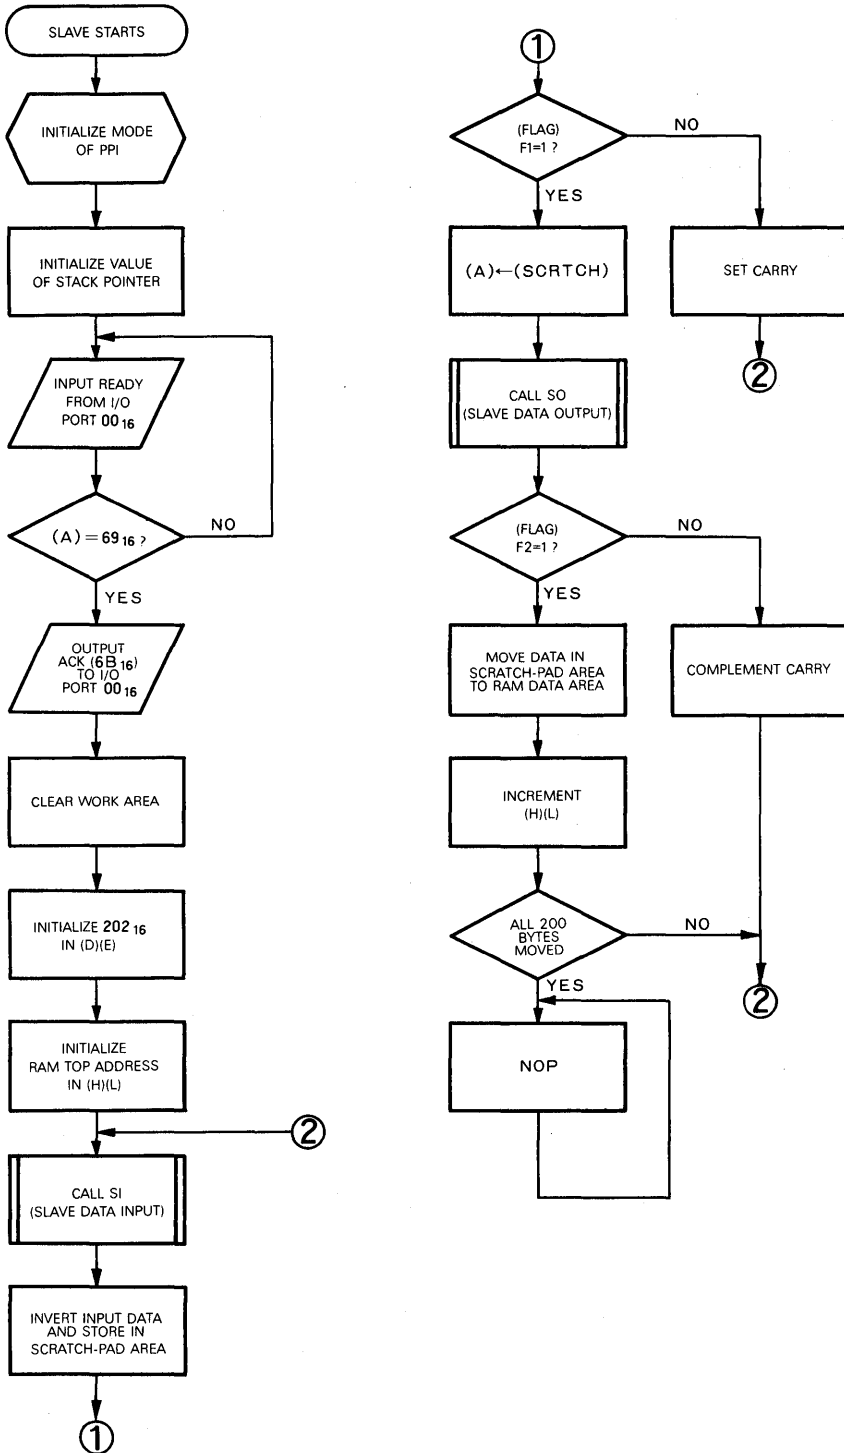 SLAVE STARTS
INITIALIZE MODE
OF PPI
INITIALIZE VALUE
OF STACK POINTER
INPUT READY
FROM I/O
PORT 00₁₆
(A)=69₁₆?
NO
YES
OUTPUT
ACK (6B₁₆)
TO I/O
PORT 00₁₆
CLEAR WORK AREA
INITIALIZE 202₁₆
IN (D)(E)
INITIALIZE
RAM TOP ADDRESS
IN (H)(L)
②
CALL SI
(SLAVE DATA INPUT)
INVERT INPUT DATA
AND STORE IN
SCRATCH-PAD AREA
①
①
(FLAG)
F1=1 ?
NO
YES
(A)←(SCRTCH)
SET CARRY
②
CALL SO
(SLAVE DATA OUTPUT)
(FLAG)
F2=1 ?
NO
YES
MOVE DATA IN
SCRATCH-PAD AREA
TO RAM DATA AREA
COMPLEMENT CARRY
INCREMENT
(H)(L)
ALL 200
BYTES
MOVED
NO
YES
②
NOP